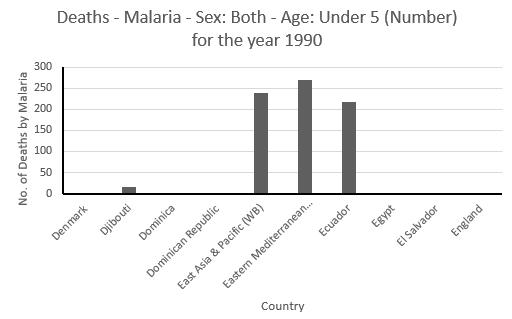 Deaths - Malaria - Sex: Both - Age: Under 5 (Number)
for the year 1990
No. of Deaths by Malaria
300
250
200
150
100
50
0
Denmark
Djibouti
Dominica
Dominican Republic
East Asia & Pacific (WB)
Eastern Mediterranean...
Ecuador
Egypt
El Salvador
England
Country